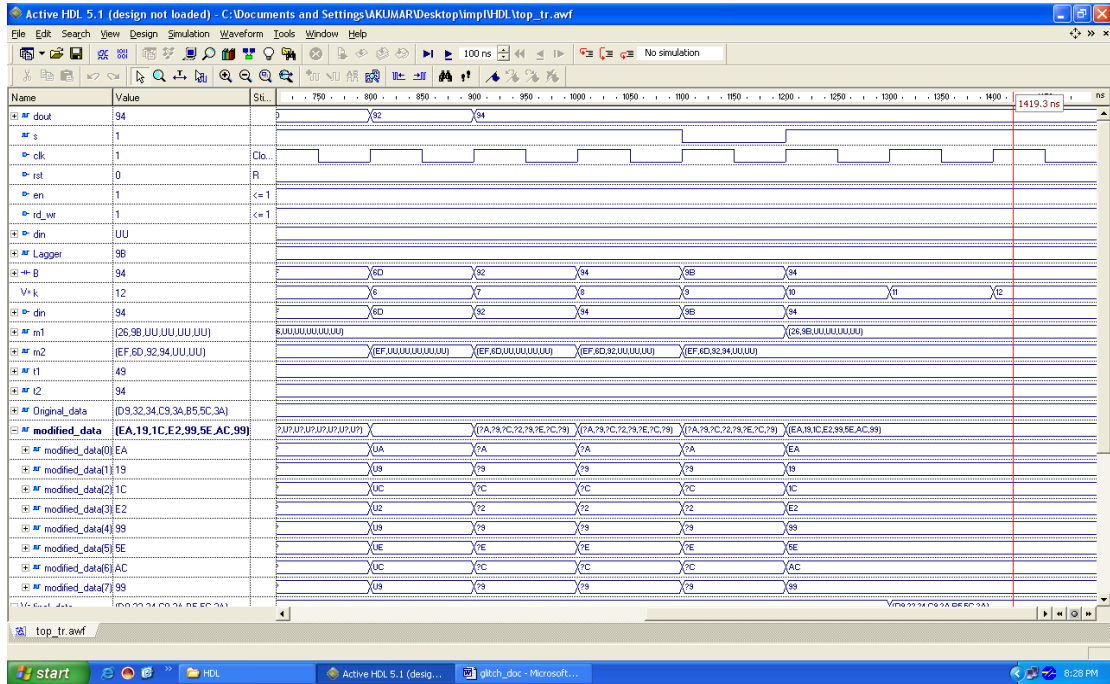 Active HDL 5.1 (design not loaded) - C:\Documents and Settings\AKUMAR\Desktop\impl\HDL\top_tr.awf
File Edit Search View Design Simulation Waveform Tools Window Help
100 ns No simulation
Name Value Sti... 750 800 850 900 950 1000 1050 1100 1150 1200 1250 1300 1350 1400 ns
1419.3 ns
dout 94 92 94
s 1
clk 1 Clo...
rst 0 R
en 1 <= 1
rd_wr 1 <= 1
din UU
Lagger 9B
B 94 6D 92 94 9B 94
k 12 6 7 8 9 10 11 12
din 94 6D 92 94 9B 94
m1 (26,9B,UU,UU,UU,UU) 6,UU,UU,UU,UU,UU) (26,9B,UU,UU,UU,UU)
m2 (EF,6D,92,94,UU,UU) (EF,UU,UU,UU,UU,UU) (EF,6D,UU,UU,UU,UU) (EF,6D,92,UU,UU,UU) (EF,6D,92,94,UU,UU)
t1 49
t2 94
Original_data (D9,32,34,C9,3A,B5,5C,3A)
modified_data (EA,19,1C,E2,99,5E,AC,99) ?,U?,U?,U?,U?,U?,U?,U?) (?A,?9,?C,?2,?9,?E,?C,?9) (?A,?9,?C,?2,?9,?E,?C,?9) (?A,?9,?C,?2,?9,?E,?C,?9) (EA,19,1C,E2,99,5E,AC,99)
modified_data(0) EA UA ?A ?A ?A EA
modified_data(1) 19 U9 ?9 ?9 ?9 19
modified_data(2) 1C UC ?C ?C ?C 1C
modified_data(3) E2 U2 ?2 ?2 ?2 E2
modified_data(4) 99 U9 ?9 ?9 ?9 99
modified_data(5) 5E UE ?E ?E ?E 5E
modified_data(6) AC UC ?C ?C ?C AC
modified_data(7) 99 U9 ?9 ?9 ?9 99
top_tr.awf
start HDL Active HDL 5.1 (desig... glitch_doc - Microsoft... 8:28 PM